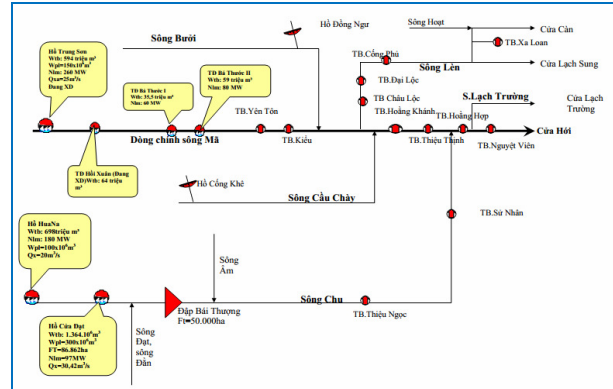 Hồ Trung Sơn
Wth: 594 triệu m³
Wpl=150x10⁶m³
Nlm: 260 MW
Qxa=25m³/s
Đang XD
Sông Bưởi
TĐ Bá Thước I
Wth: 35,5 triệu m³
Nlm: 60 MW
TĐ Bá Thước II
Wth: 59 triệu m³
Nlm: 80 MW
Hồ Đồng Ngư
Sông Hoạt
Cửa Càn
TB.Xa Loan
TB.Cống Phủ
Sông Lèn
Cửa Lạch Sung
TB.Đại Lộc
TB Châu Lộc
TB.Hoằng Khánh
S.Lạch Trường
Cửa Lạch
Trường
TB.Yên Tôn
TB.Kiểu
TB.Thiệu Thịnh
TB.Hoằng Hợp
TB.Nguyệt Viên
Cửa Hới
Dòng chính sông Mã
TĐ Hồi Xuân (Đang
XD)Wth: 64 triệu
m³
Hồ Cống Khê
Sông Cầu Chày
TB.Sử Nhân
Hồ HuaNa
Wth: 698triệu m³
Nlm: 180 MW
Wpl=100x10⁶m³
Qx=20m³/s
Sông
Âm
Đập Bái Thượng
Ft=50.000ha
Sông Chu
TB.Thiệu Ngọc
Hồ Cửa Đạt
Wth: 1.364.10⁶m³
Wpl=300x10⁶m³
FT=86.862ha
Nlm=97MW
Qx=30,42m³/s
Sông
Đạt,
sông
Đằn